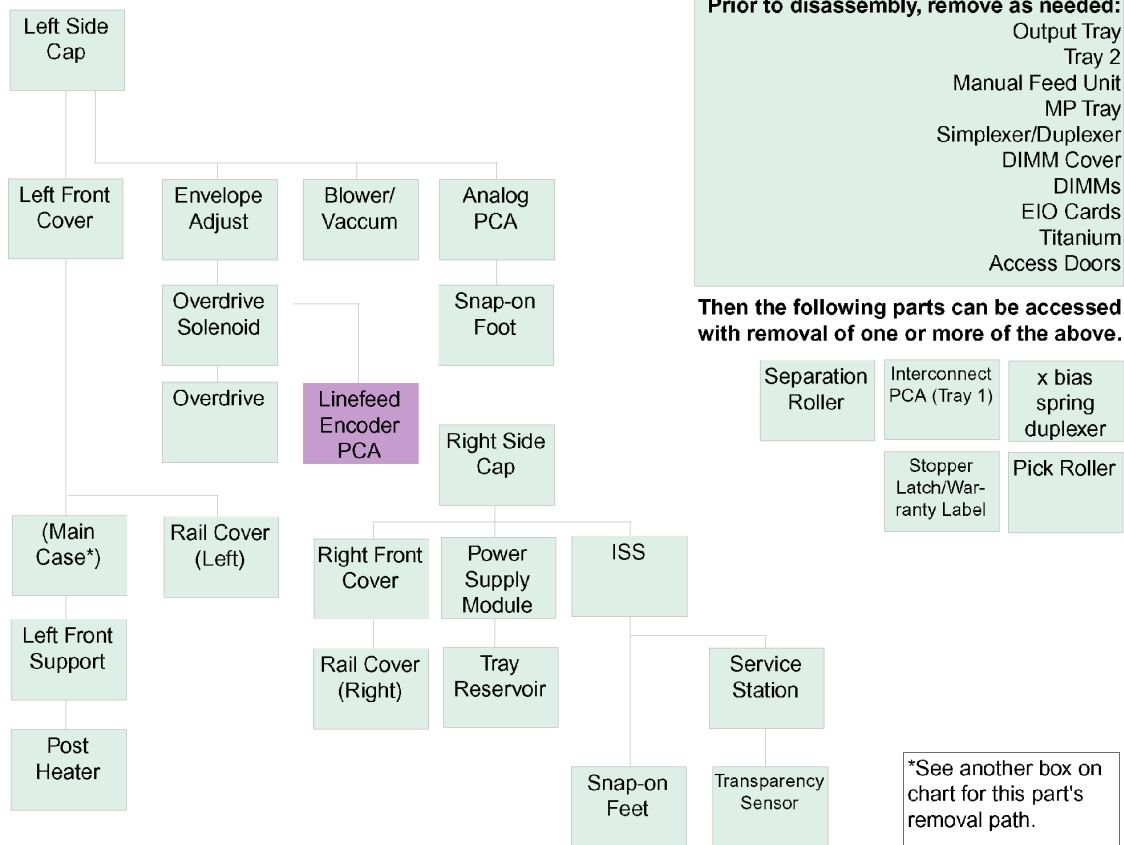 Left Side
Cap
Prior to disassembly, remove as needed:
Output Tray
Tray 2
Manual Feed Unit
MP Tray
Simplexer/Duplexer
DIMM Cover
DIMMs
EIO Cards
Titanium
Access Doors
Left Front
Cover
Envelope
Adjust
Blower/
Vaccum
Analog
PCA
Overdrive
Solenoid
Snap-on
Foot
Then the following parts can be accessed
with removal of one or more of the above.
Overdrive
Linefeed
Encoder
PCA
Separation
Roller
Interconnect
PCA (Tray 1)
x bias
spring
duplexer
Right Side
Cap
Stopper
Latch/War-
ranty Label
Pick Roller
(Main
Case*)
Rail Cover
(Left)
Right Front
Cover
Power
Supply
Module
ISS
Left Front
Support
Rail Cover
(Right)
Tray
Reservoir
Service
Station
Post
Heater
Snap-on
Feet
Transparency
Sensor
*See another box on
chart for this part's
removal path.